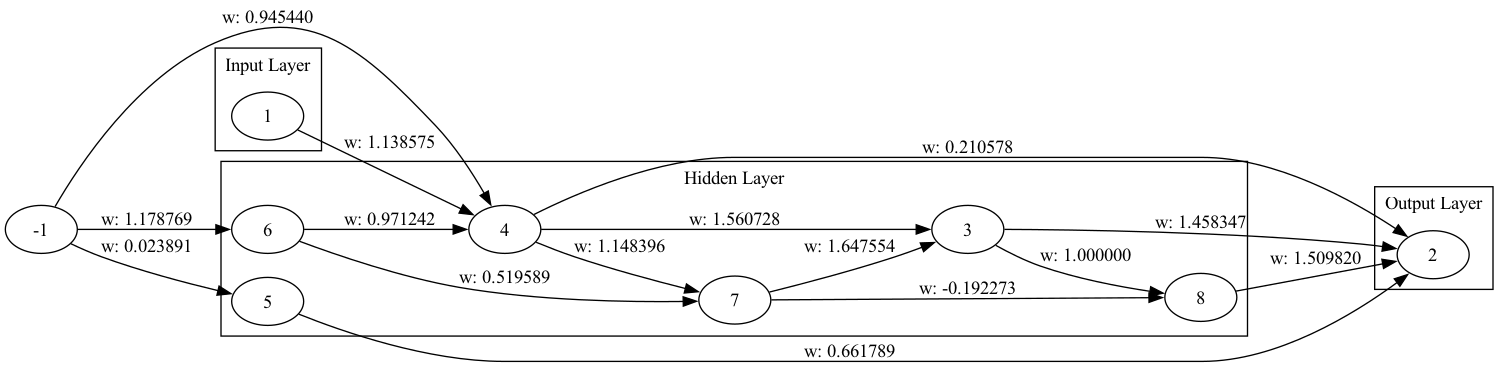 w: 0.945440
Input Layer
1
w: 1.138575
w: 0.210578
Hidden Layer
Output Layer
-1
w: 1.178769
6
w: 0.971242
4
w: 1.560728
3
w: 1.458347
2
w: 0.023891
w: 1.148396
w: 1.647554
w: 1.000000
w: 1.509820
w: 0.519589
5
7
w: -0.192273
8
w: 0.661789